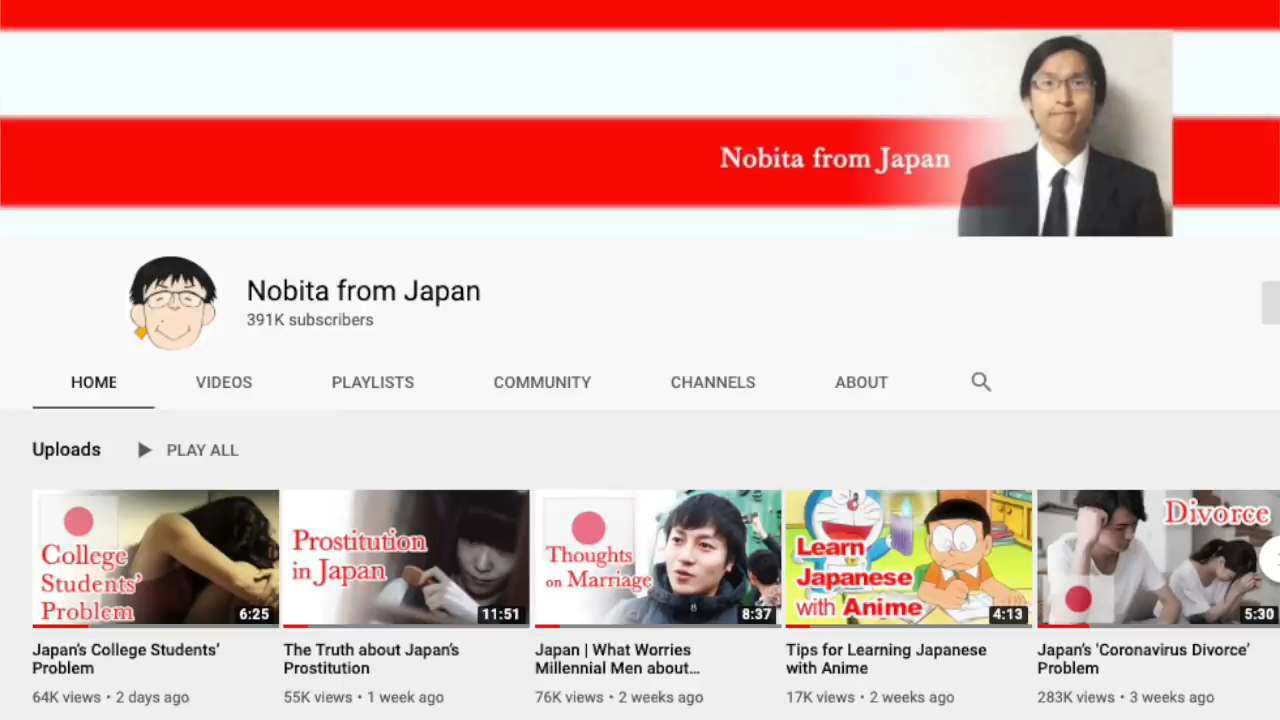 Nobita from Japan
Nobita from Japan
391K subscribers
HOME VIDEOS PLAYLISTS COMMUNITY CHANNELS ABOUT
Uploads PLAY ALL
College
Students'
Problem
6:25
Prostitution
in Japan
11:51
Thoughts
on Marriage
8:37
Learn
Japanese
with Anime
4:13
Divorce
5:30
Japan's College Students'
Problem
64K views • 2 days ago
The Truth about Japan's
Prostitution
55K views • 1 week ago
Japan | What Worries
Millennial Men about...
76K views • 2 weeks ago
Tips for Learning Japanese
with Anime
17K views • 2 weeks ago
Japan's 'Coronavirus Divorce'
Problem
283K views • 3 weeks ago